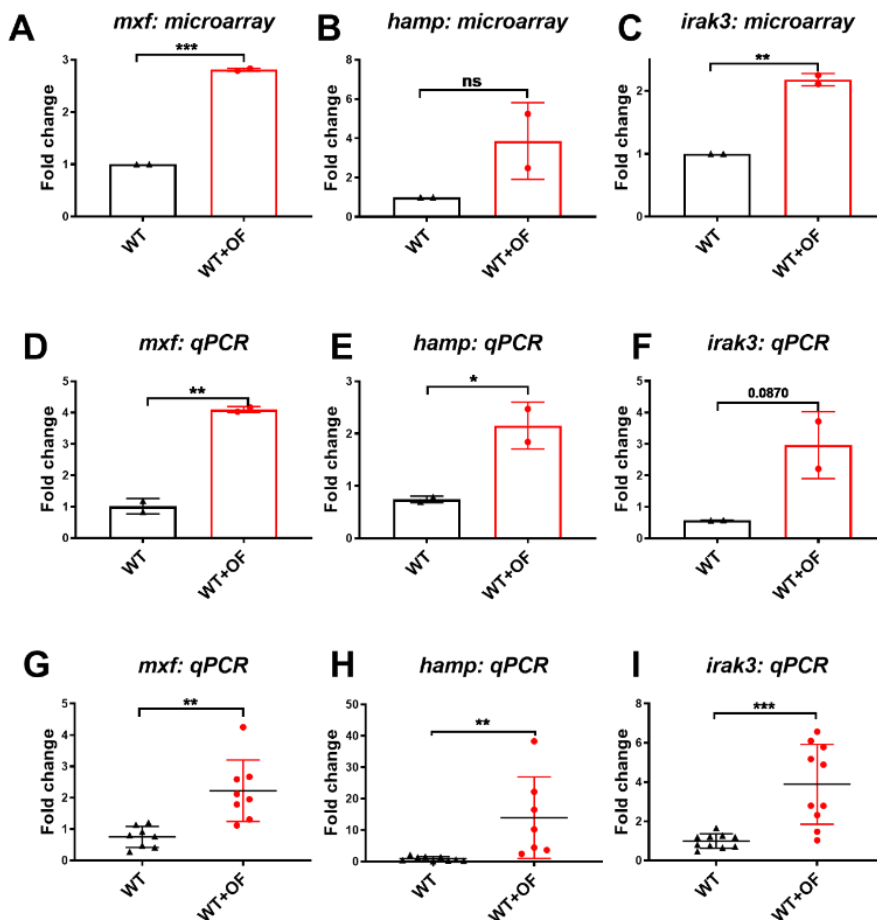 A
mxf: microarray
***
Fold change
3
2
1
0
WT
WT+OF
B
hamp: microarray
ns
Fold change
8
6
4
2
0
WT
WT+OF
C
irak3: microarray
**
Fold change
3
2
1
0
WT
WT+OF
D
mxf: qPCR
**
Fold change
5
4
3
2
1
0
WT
WT+OF
E
hamp: qPCR
*
Fold change
3
2
1
0
WT
WT+OF
F
irak3: qPCR
0.0870
Fold change
5
4
3
2
1
0
WT
WT+OF
G
mxf: qPCR
**
Fold change
5
4
3
2
1
0
WT
WT+OF
H
hamp: qPCR
**
Fold change
50
40
30
20
10
0
WT
WT+OF
I
irak3: qPCR
***
Fold change
8
6
4
2
0
WT
WT+OF